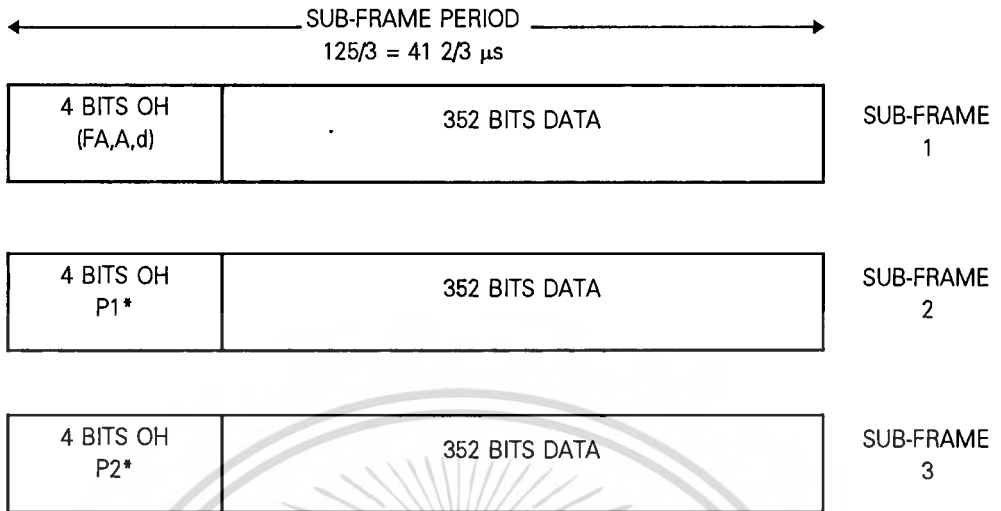 SUB-FRAME PERIOD
125/3 = 41 2/3 µs
4 BITS OH
(FA,A,d)
352 BITS DATA
SUB-FRAME
1
4 BITS OH
P1*
352 BITS DATA
SUB-FRAME
2
4 BITS OH
P2*
352 BITS DATA
SUB-FRAME
3